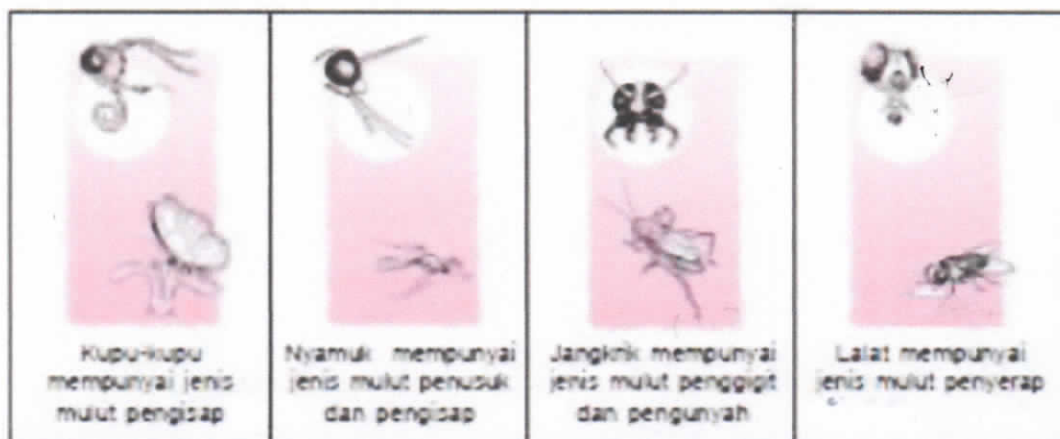 Kupu-kupu
mempunyai jenis
mulut pengisap
Nyamuk mempunyai
jenis mulut penusuk
dan pengisap
Jangkrik mempunyai
jenis mulut penggigit
dan pengunyah
Lalat mempunyai
jenis mulut penyerap